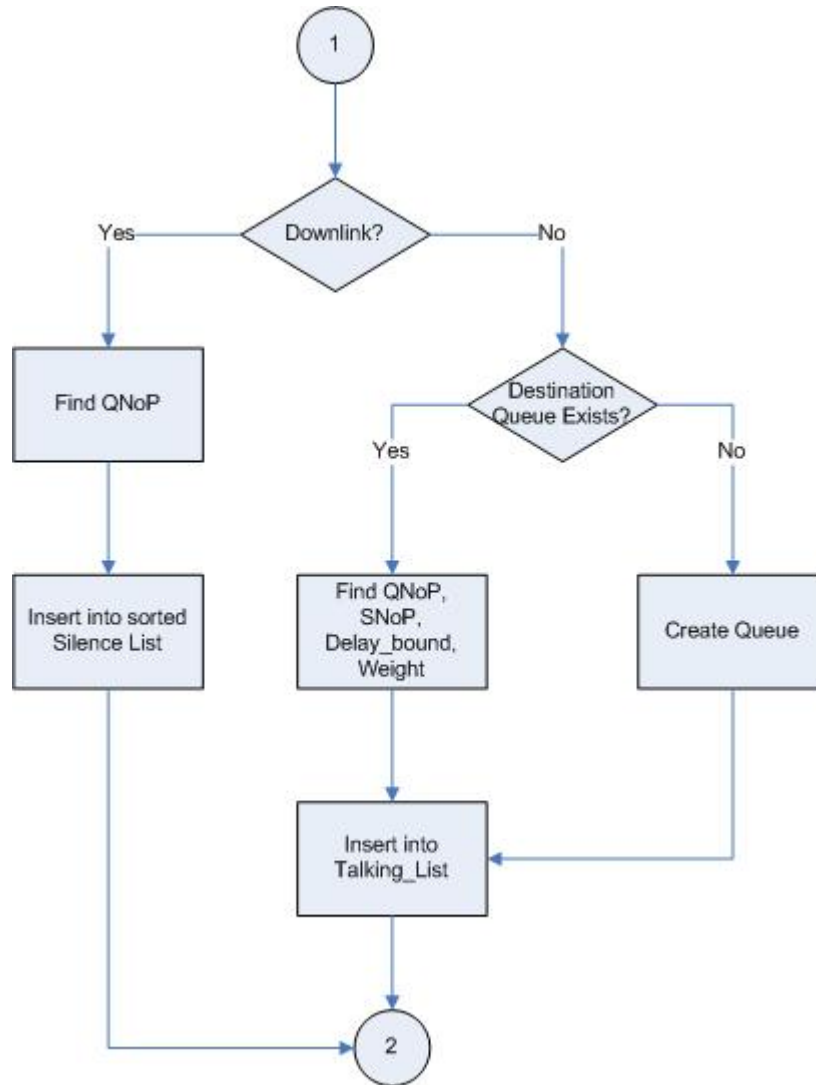 1
Downlink?
Yes
No
Find QNoP
Destination
Queue Exists?
Yes
No
Insert into sorted
Silence List
Find QNoP,
SNoP,
Delay_bound,
Weight
Create Queue
Insert into
Talking_List
2